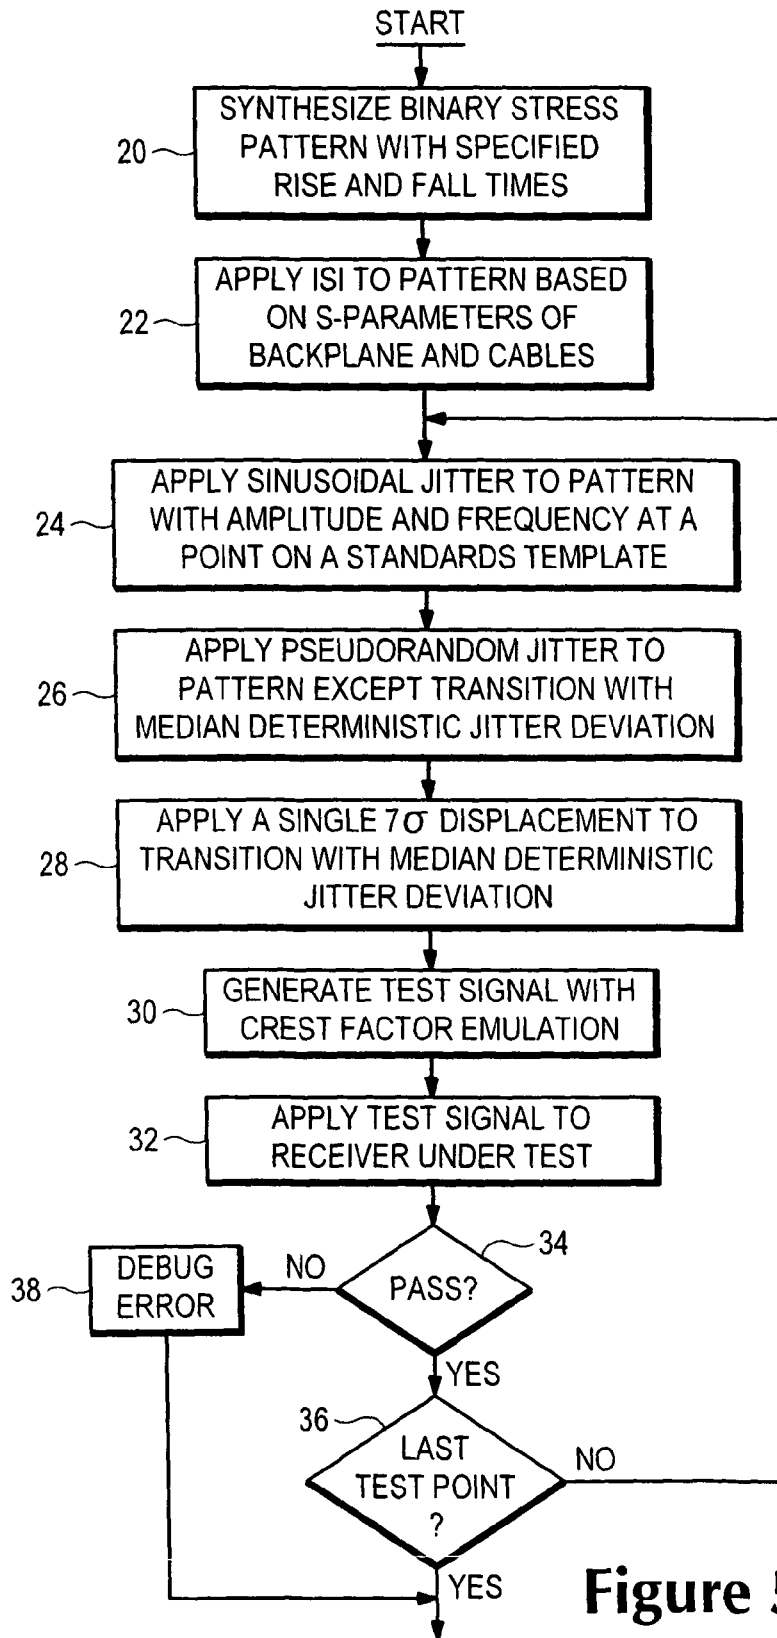 START
20
SYNTHESIZE BINARY STRESS
PATTERN WITH SPECIFIED
RISE AND FALL TIMES
22
APPLY ISI TO PATTERN BASED
ON S-PARAMETERS OF
BACKPLANE AND CABLES
24
APPLY SINUSOIDAL JITTER TO PATTERN
WITH AMPLITUDE AND FREQUENCY AT A
POINT ON A STANDARDS TEMPLATE
26
APPLY PSEUDORANDOM JITTER TO
PATTERN EXCEPT TRANSITION WITH
MEDIAN DETERMINISTIC JITTER DEVIATION
28
APPLY A SINGLE 7σ DISPLACEMENT TO
TRANSITION WITH MEDIAN DETERMINISTIC
JITTER DEVIATION
30
GENERATE TEST SIGNAL WITH
CREST FACTOR EMULATION
32
APPLY TEST SIGNAL TO
RECEIVER UNDER TEST
34
PASS?
NO
38
DEBUG
ERROR
YES
36
LAST
TEST POINT
?
NO
YES
Figure 5